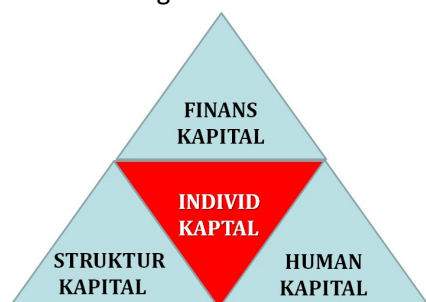 FINANS
KAPITAL
INDIVID
KAPTAL
STRUKTUR
KAPITAL
HUMAN
KAPITAL